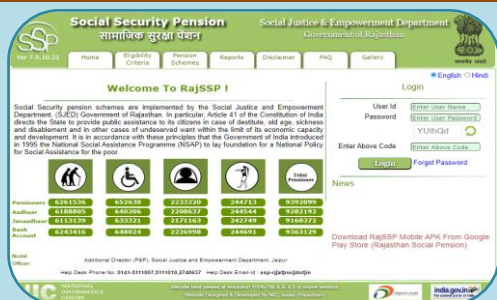 SSP
Social Security Pension
सामाजिक सुरक्षा पेंशन
Social Justice & Empowerment Department
Government of Rajasthan
Ver 7.0.10.21
Home
Eligibility Criteria
Pension Schemes
Reports
Disclaimer
FAQ
Gallery
English
Hindi
Welcome To RajSSP !
Social Security pension schemes are implemented by the Social Justice and Empowerment
Department, (SJED) Government of Rajasthan. In particular, Article 41 of the Constitution of India
directs the State to provide public assistance to its citizens in case of destitute, old age, sickness
and disablement and in other cases of undeserved want within the limit of its economic capacity
and development. It is in accordance with these principles that the Government of India introduced
in 1995 the National Social Assistance Programme (NSAP) to lay foundation for a National Policy
for Social Assistance for the poor.
Total Pensioner
Pensioners 6261536 652630 2233220 244713 9392099
Aadhaar 6188805 640206 2208637 244544 9282192
Janaadhaar 6113139 633321 2171163 242749 9160372
Bank Account 6243416 648024 2226998 244691 9363129
Nodal Officer:
Additional Director (P&P), Social Justice and Empowerment Department, Jaipur
Help Desk Phone No. 0141-5111007,5111010,2740637 Help Desk Email-id :
Login
User Id
Enter User Name
Password
Enter User Password
YUthQd
Enter Above Code
Enter Above Code
Login
Forgot Password
News
Download RajSSP Mobile APK From Google
Play Store (Rajasthan Social Pension)
NIC
NATIONAL
INFORMATICS
CENTRE
Website Designed & Developed by NIC, Jaipur (Rajasthan)
india.gov.in